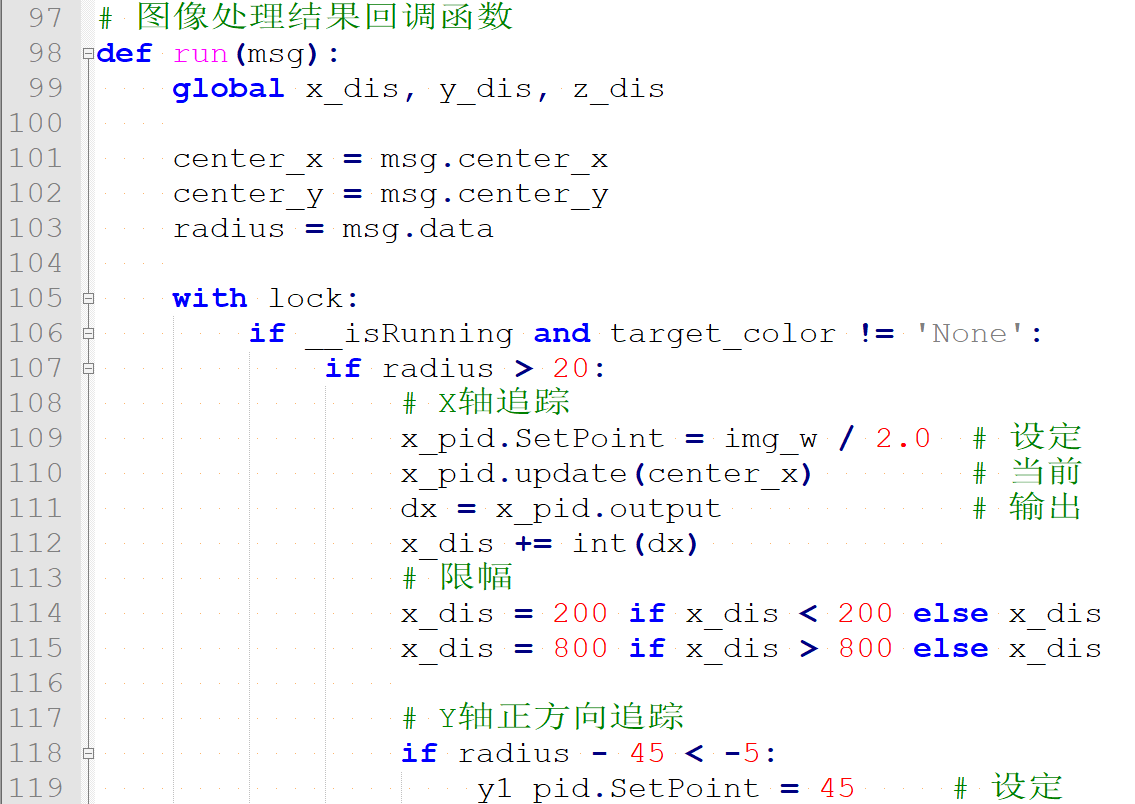 97 # 图像处理结果回调函数
98 def run(msg):
99     global x_dis, y_dis, z_dis
100
101     center_x = msg.center_x
102     center_y = msg.center_y
103     radius = msg.data
104
105     with lock:
106         if __isRunning and target_color != 'None':
107             if radius > 20:
108                 # X轴追踪
109                 x_pid.SetPoint = img_w / 2.0  # 设定
110                 x_pid.update(center_x)        # 当前
111                 dx = x_pid.output             # 输出
112                 x_dis += int(dx)
113                 # 限幅
114                 x_dis = 200 if x_dis < 200 else x_dis
115                 x_dis = 800 if x_dis > 800 else x_dis
116
117                 # Y轴正方向追踪
118                 if radius - 45 < -5:
119                     y1_pid.SetPoint = 45     # 设定